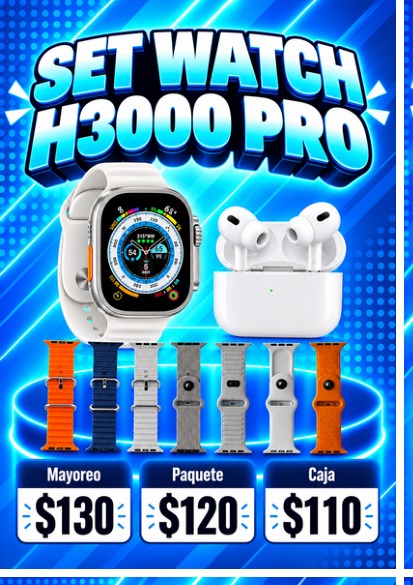 SET WATCH
H3000 PRO
Mayoreo
$130
Paquete
$120
Caja
$110